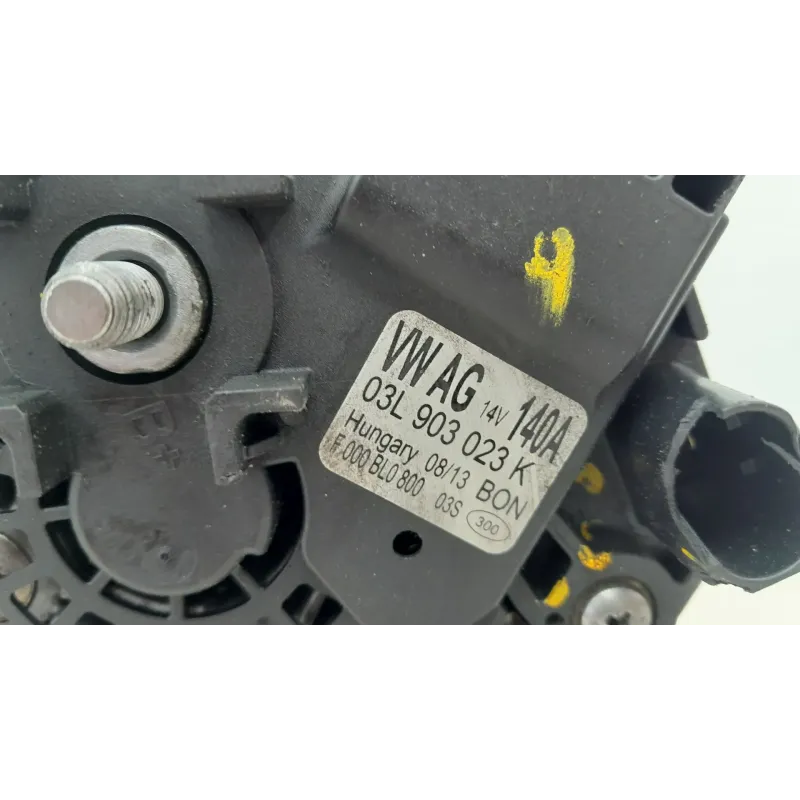 VW AG 14V 140A
03L 903 023 K
Hungary 08/13 BON
F 000 BL0 800 03S 300
B+